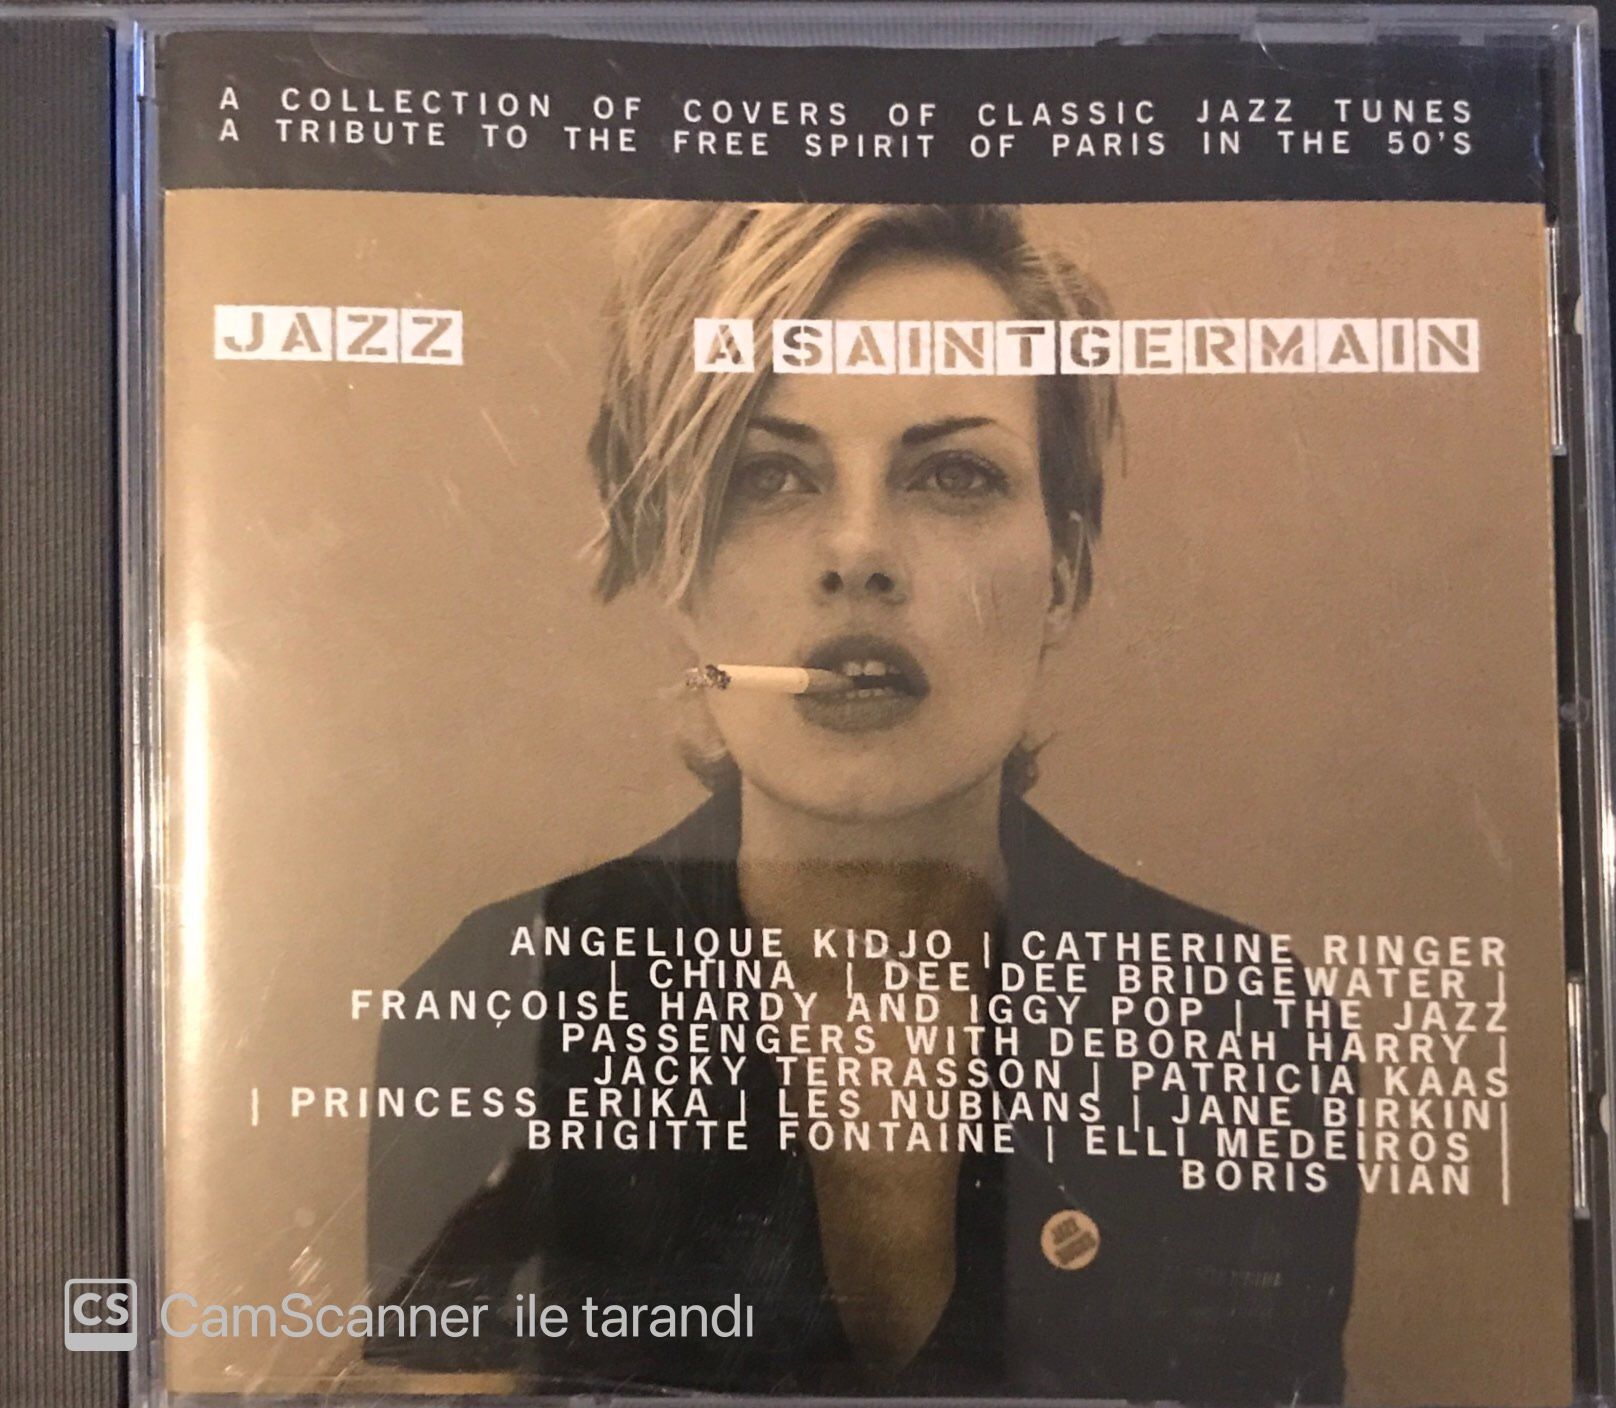 A COLLECTION OF COVERS OF CLASSIC JAZZ TUNES
A TRIBUTE TO THE FREE SPIRIT OF PARIS IN THE 50'S
JAZZ A SAINTGERMAIN
ANGELIQUE KIDJO | CATHERINE RINGER
| CHINA | DEE DEE BRIDGEWATER |
FRANÇOISE HARDY AND IGGY POP | THE JAZZ
PASSENGERS WITH DEBORAH HARRY |
JACKY TERRASSON | PATRICIA KAAS
| PRINCESS ERIKA | LES NUBIANS | JANE BIRKIN|
BRIGITTE FONTAINE | ELLI MEDEIROS |
BORIS VIAN |
CS CamScanner ile tarandı